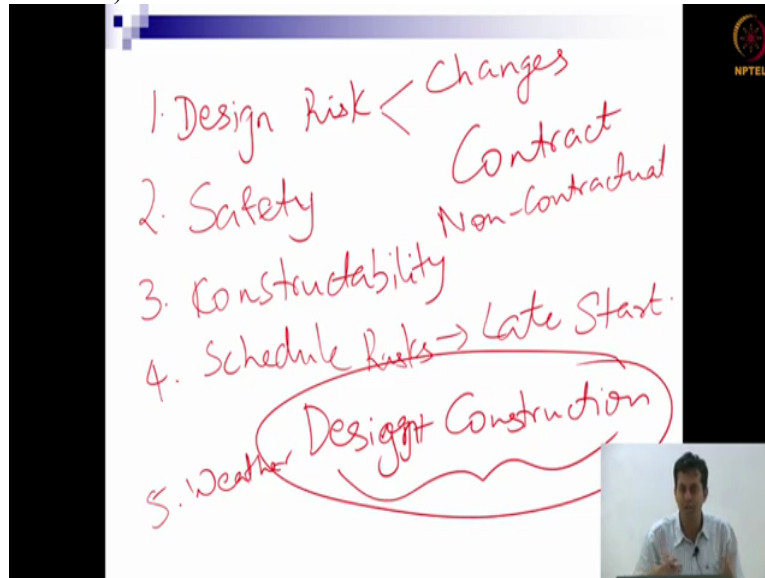 )
NPTEL
1. Design Risk < Changes
Contract
2. Safety
Non-Contractual
3. Constructability
4. Schedule Risks → Late Start.
Design+ Construction
5. Weather